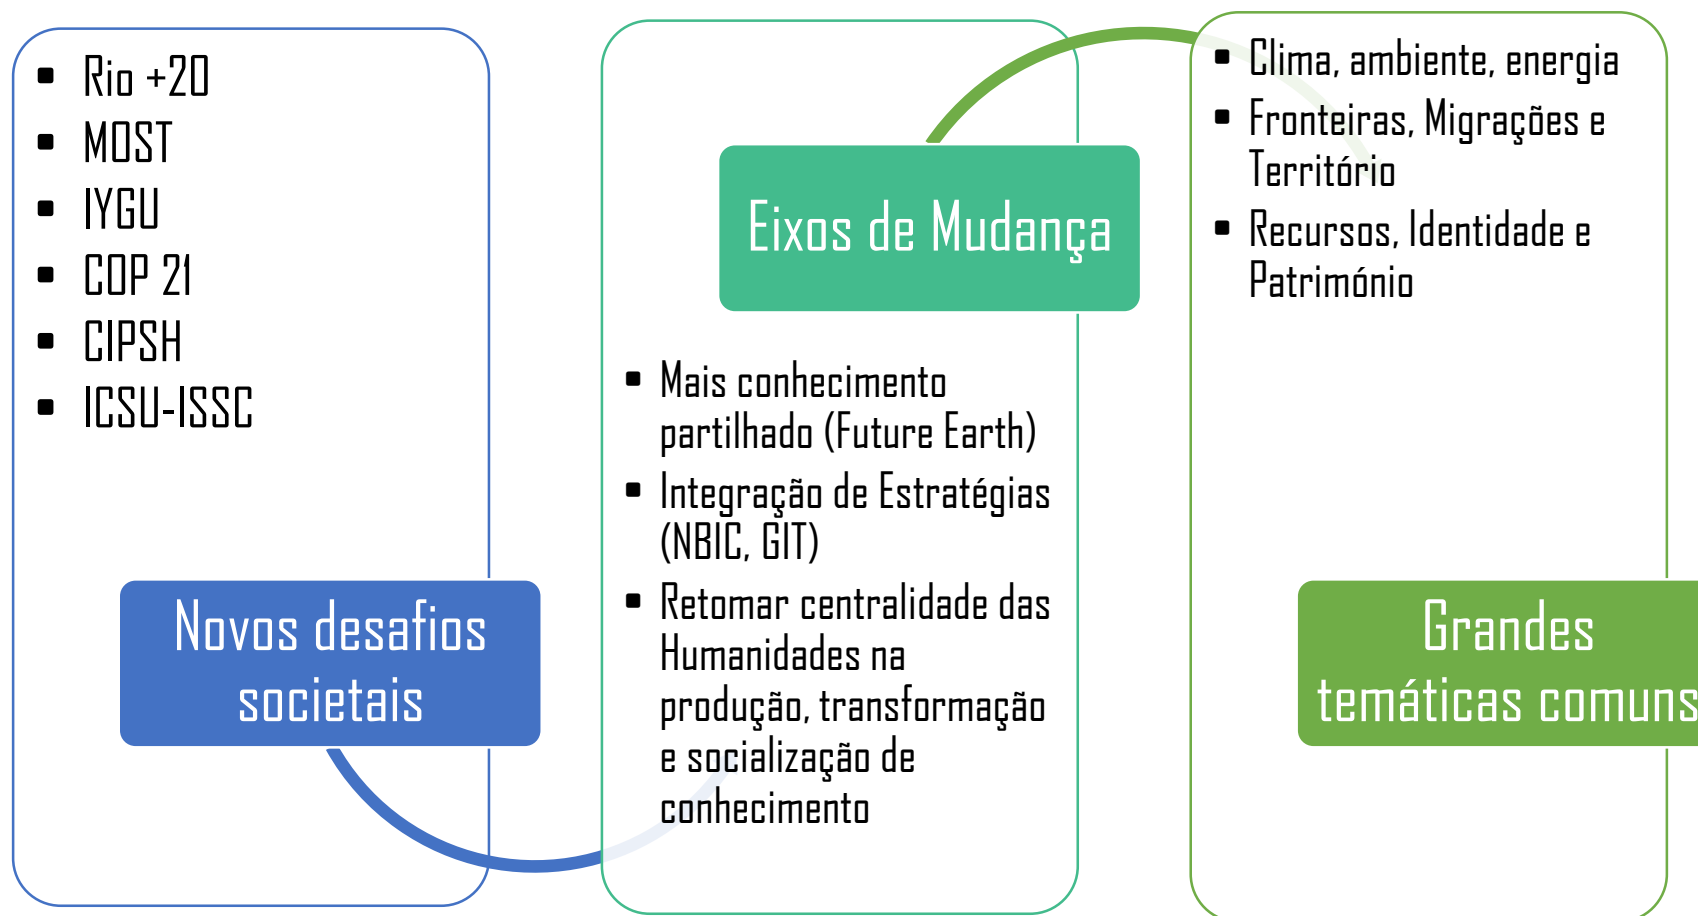 ▪ Rio +20
▪ MOST
▪ IYGU
▪ COP 21
▪ CIPSH
▪ ICSU-ISSC
Novos desafios
societais
Eixos de Mudança
▪ Mais conhecimento
partilhado (Future Earth)
▪ Integração de Estratégias
(NBIC, GIT)
▪ Retomar centralidade das
Humanidades na
produção, transformação
e socialização de
conhecimento
▪ Clima, ambiente, energia
▪ Fronteiras, Migrações e
Território
▪ Recursos, Identidade e
Património
Grandes
temáticas comuns